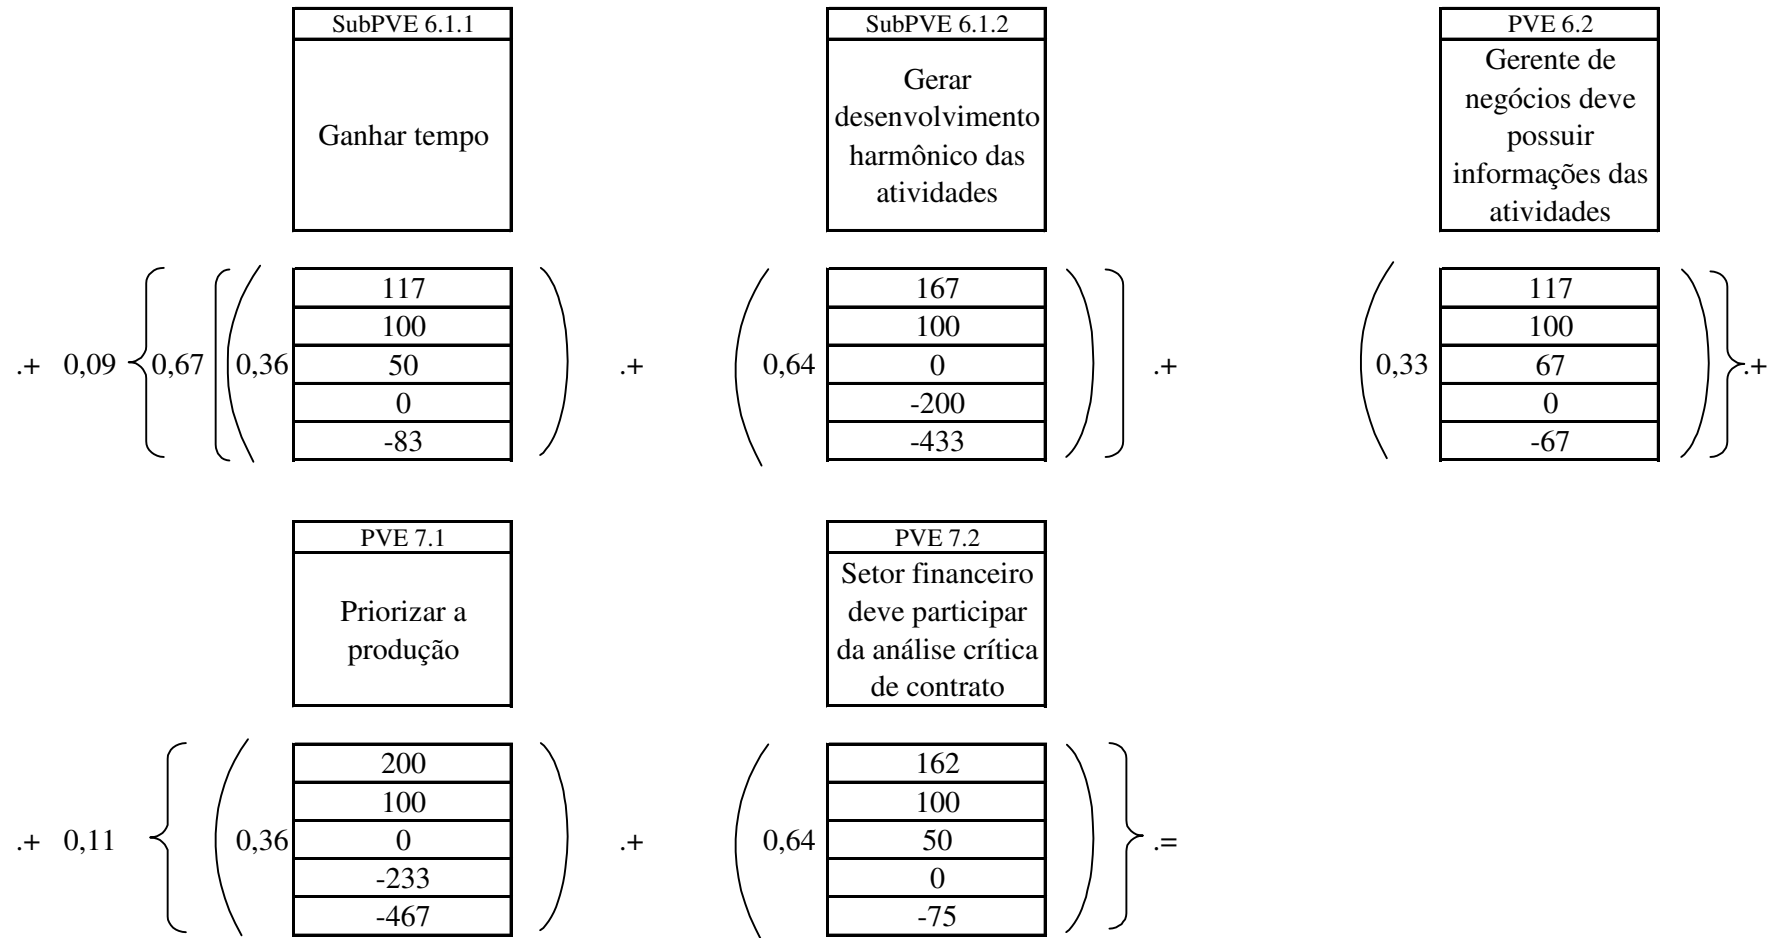 SubPVE 6.1.1 SubPVE 6.1.2 PVE 6.2
Ganhar tempo
Gerar
desenvolvimento
harmônico das
atividades
Gerente de
negócios deve
possuir
informações das
atividades
117 167 117
100 100 100
.+ 0,09 { 0,67 [ ( 0,36 50 ) .+ ( 0,64 0 ) ] .+ ( 0,33 67 ) } .+
0 -200 0
-83 -433 -67
PVE 7.1 PVE 7.2
Priorizar a
produção
Setor financeiro
deve participar
da análise crítica
de contrato
200 162
100 100
.+ 0,11 { ( 0,36 0 ) .+ ( 0,64 50 ) } .=
-233 0
-467 -75